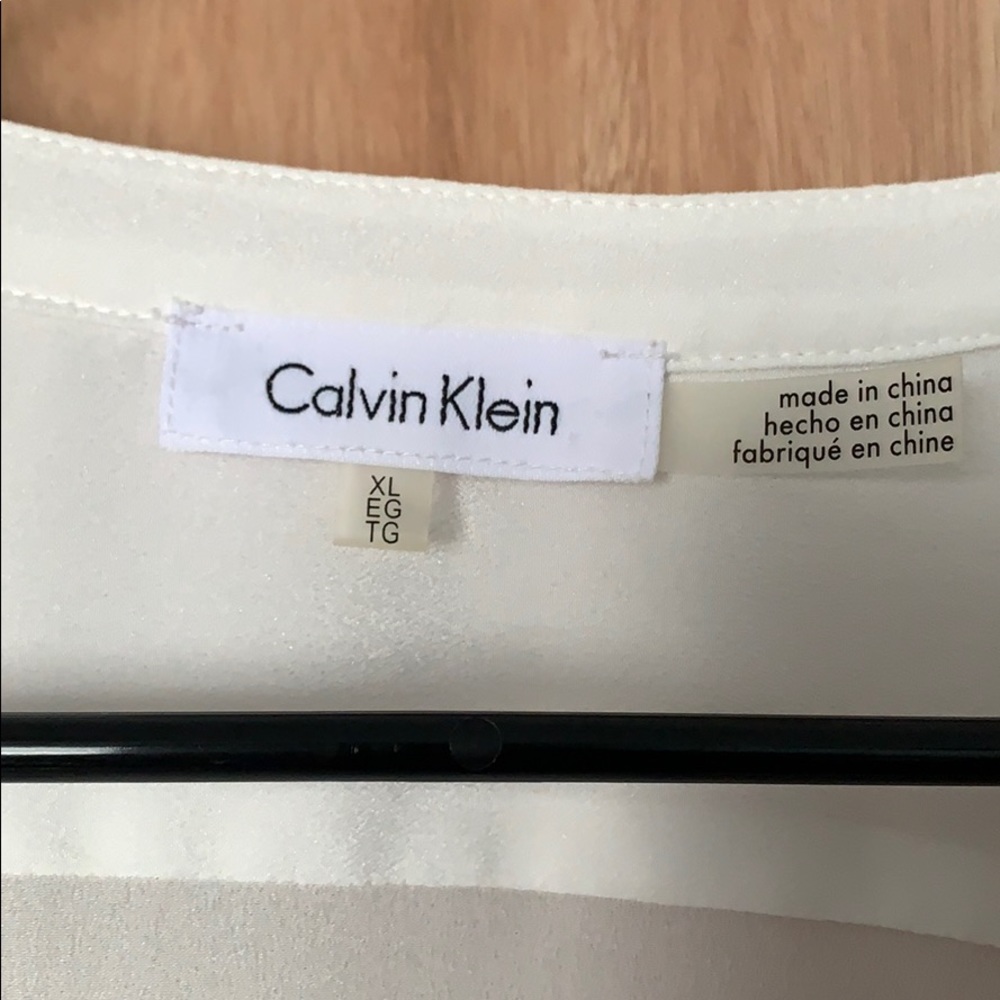 Calvin Klein
made in china
hecho en china
fabriqué en chine
XL
EG
TG